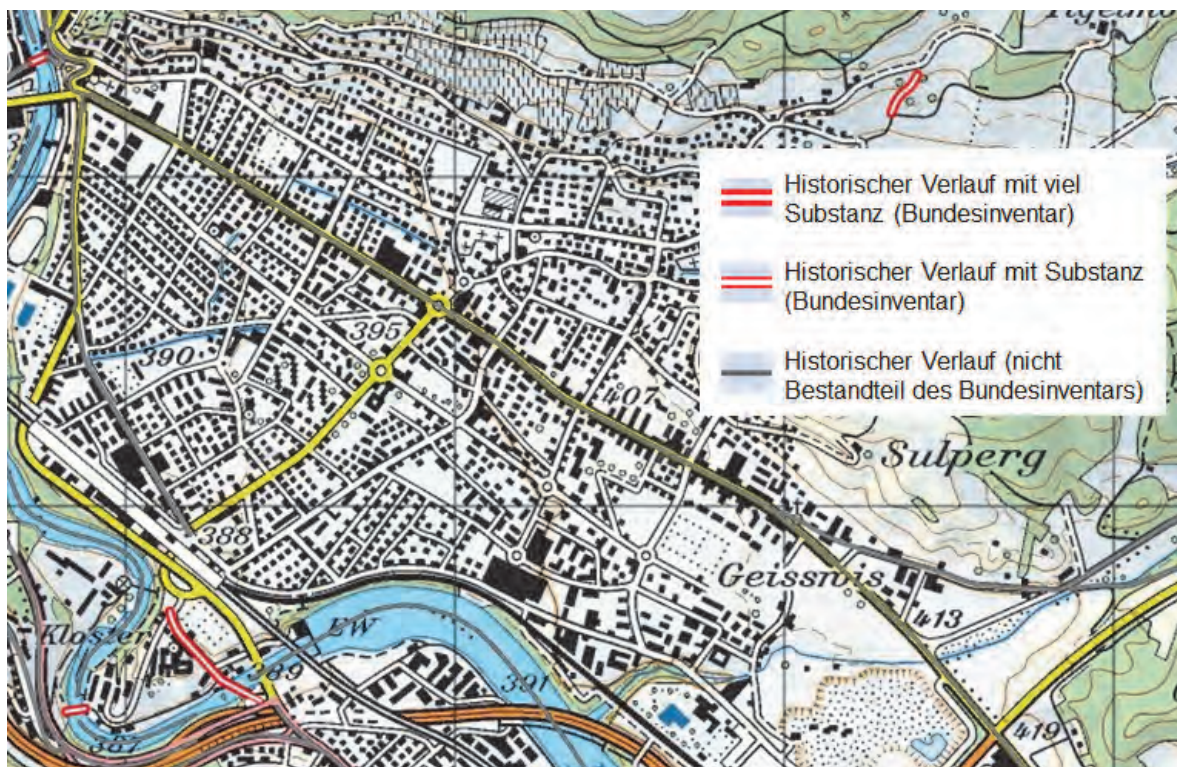 Historischer Verlauf mit viel
Substanz (Bundesinventar)
Historischer Verlauf mit Substanz
(Bundesinventar)
395
Historischer Verlauf (nicht
Bestandteil des Bundesinventars)
390
407
Sulperg
388
Geisswis
413
Kloster
EW
389
391
387
419